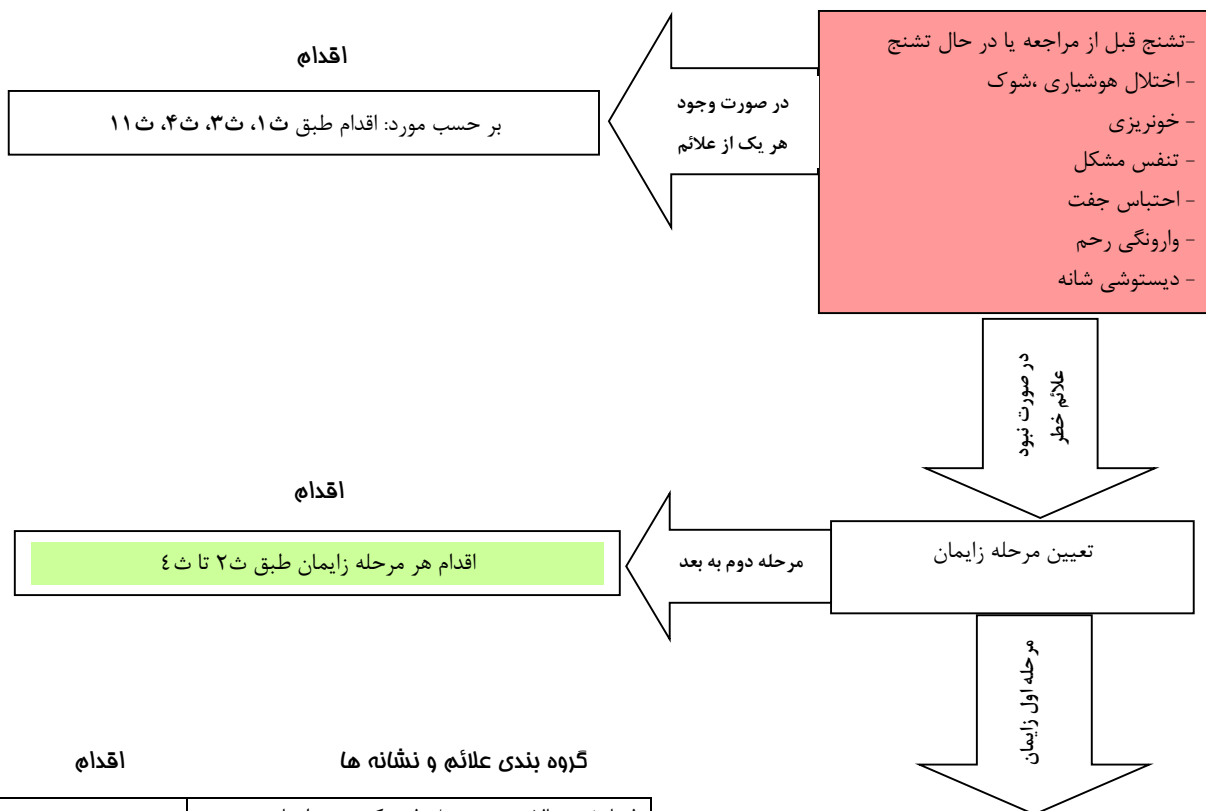 -تشنج قبل از مراجعه یا در حال تشنج
- اختلال هوشیاری ،شوک
- خونریزی
- تنفس مشکل
- احتباس جفت
- وارونگی رحم
- دیستوشی شانه
در صورت وجود
هر یک از علائم
اقدام
بر حسب مورد: اقدام طبق ث۱، ث۳، ث۴، ث۱۱
در صورت نبود
علائم خطر
تعیین مرحله زایمان
مرحله دوم به بعد
اقدام
اقدام هر مرحله زایمان طبق ث۲ تا ث٤
مرحله اول زایمان
گروه بندی علائم و نشانه ها
اقدام